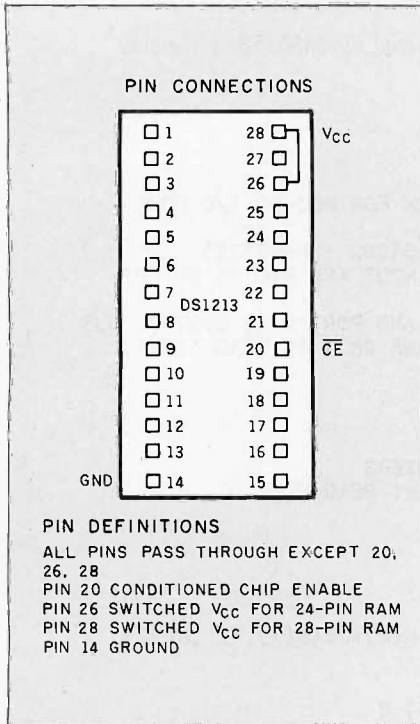 PIN CONNECTIONS
1 28 VCC
2 27
3 26
4 25
5 24
6 23
7 22
DS1213
8 21
9 20 CE
10 19
11 18
12 17
13 16
GND 14 15
PIN DEFINITIONS
ALL PINS PASS THROUGH EXCEPT 20,
26, 28
PIN 20 CONDITIONED CHIP ENABLE
PIN 26 SWITCHED VCC FOR 24-PIN RAM
PIN 28 SWITCHED VCC FOR 28-PIN RAM
PIN 14 GROUND